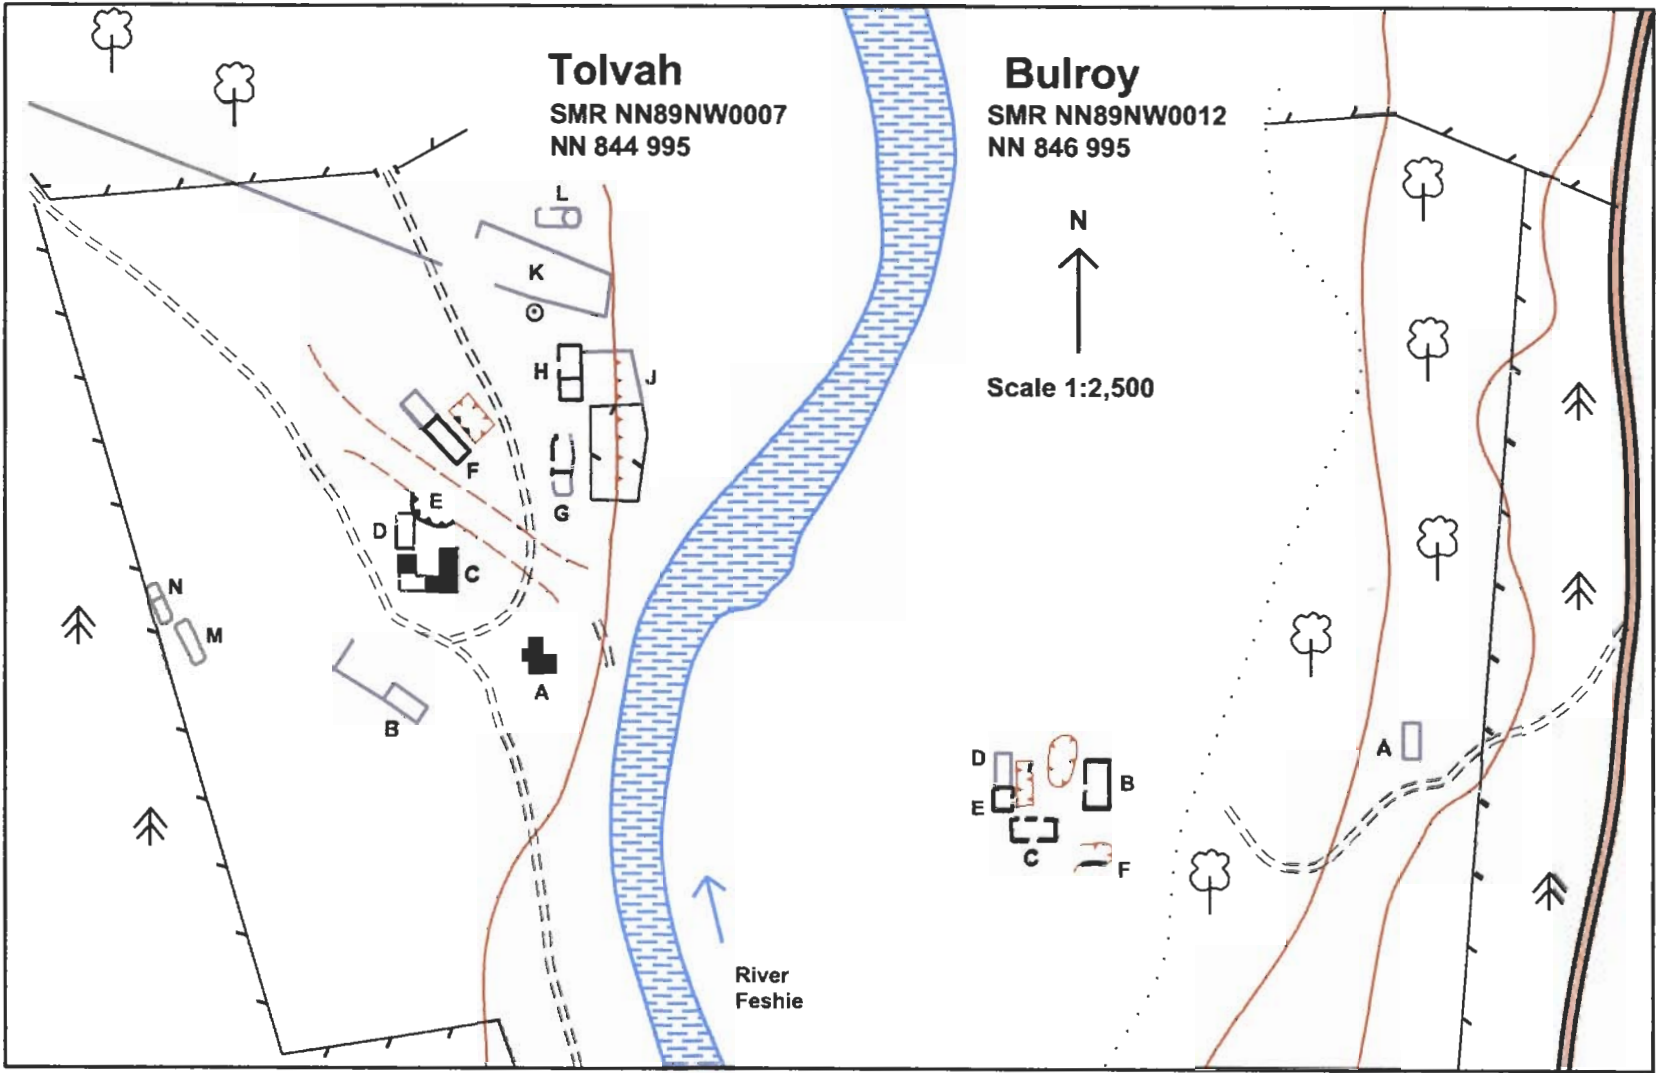 Tolvah
SMR NN89NW0007
NN 844 995
Bulroy
SMR NN89NW0012
NN 846 995
N
Scale 1:2,500
L
K
H
J
F
G
E
D
C
N
M
A
B
River
Feshie
A
D
B
E
C
F